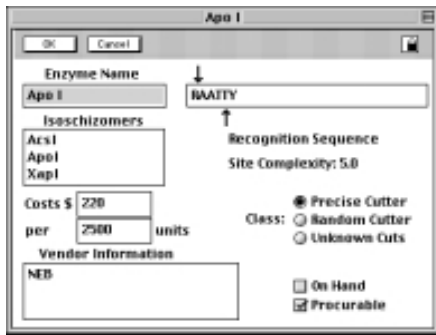 Apo I
OK Cancel
Enzyme Name
Apo I
RAATTY
Isoschizomers
AcsI
ApoI
XapI
Recognition Sequence
Site Complexity: 5.0
Costs $ 220
per 2500 units
Class:
Precise Cutter
Random Cutter
Unknown Cuts
Vendor Information
NEB
On Hand
Procurable